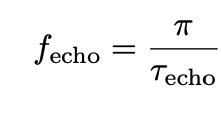 f_echo = π / τ_echo